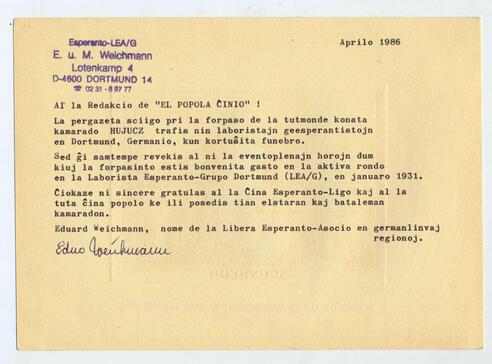 Esperanto-LEA/G
E. u. M. Weichmann
Lotenkamp 4
D-4600 DORTMUND 14
☎ 02 31 - 8 97 77
Aprilo 1986
Al la Redakcio de "EL POPOLA ĈINIO" !
La pergazeta sciigo pri la forpaso de la tutmonde konata
kamarado HUJUCZ trafis nin laboristajn geesperantistojn
en Dortmund, Germanio, kun kortuŝita funebro.
Sed ĝi samtempe revekis al ni la eventoplenajn horojn dum
kiuj la forpasinto estis bonvenita gasto en la aktiva rondo
en la Laborista Esperanto-Grupo Dortmund (LEA/G), en januaro 1931.
Ĉiokaze ni sincere gratulas al la Ĉina Esperanto-Ligo kaj al la
tuta ĉina popolo ke ili posedis tian elstaran kaj bataleman
kamaradon.
Eduard Weichmann, nome de la Libera Esperanto-Asocio en germanlinvaj
regionoj.
Edno Weichmann